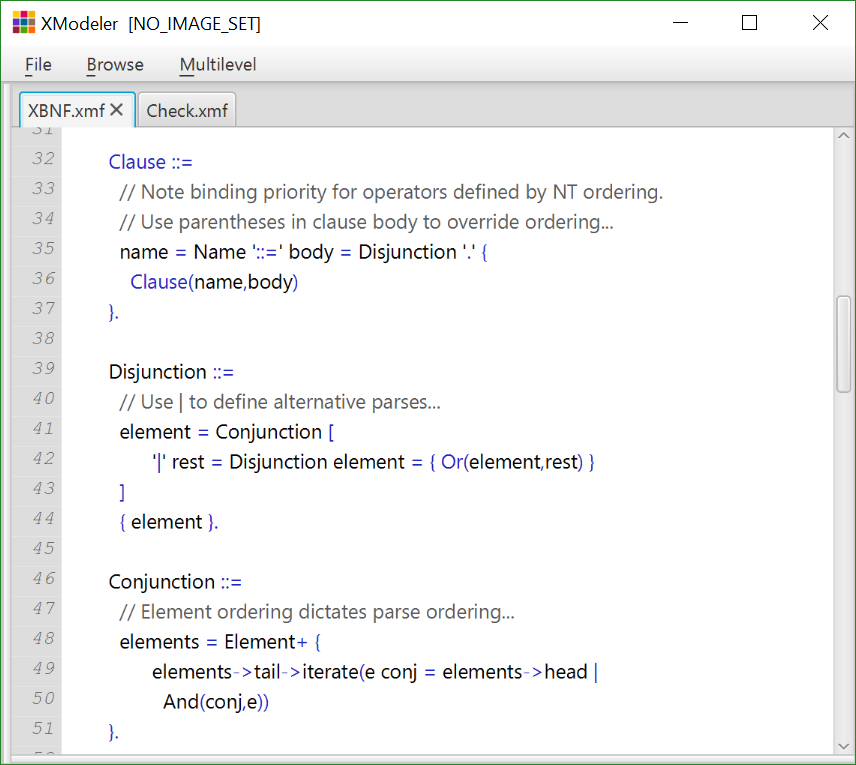 XModeler [NO_IMAGE_SET]
File Browse Multilevel
XBNF.xmf Check.xmf
31
32 Clause ::=
33 // Note binding priority for operators defined by NT ordering.
34 // Use parentheses in clause body to override ordering...
35 name = Name '::=' body = Disjunction '.' {
36 Clause(name,body)
37 }.
38
39 Disjunction ::=
40 // Use | to define alternative parses...
41 element = Conjunction [
42 '|' rest = Disjunction element = { Or(element,rest) }
43 ]
44 { element }.
45
46 Conjunction ::=
47 // Element ordering dictates parse ordering...
48 elements = Element+ {
49 elements->tail->iterate(e conj = elements->head |
50 And(conj,e))
51 }.